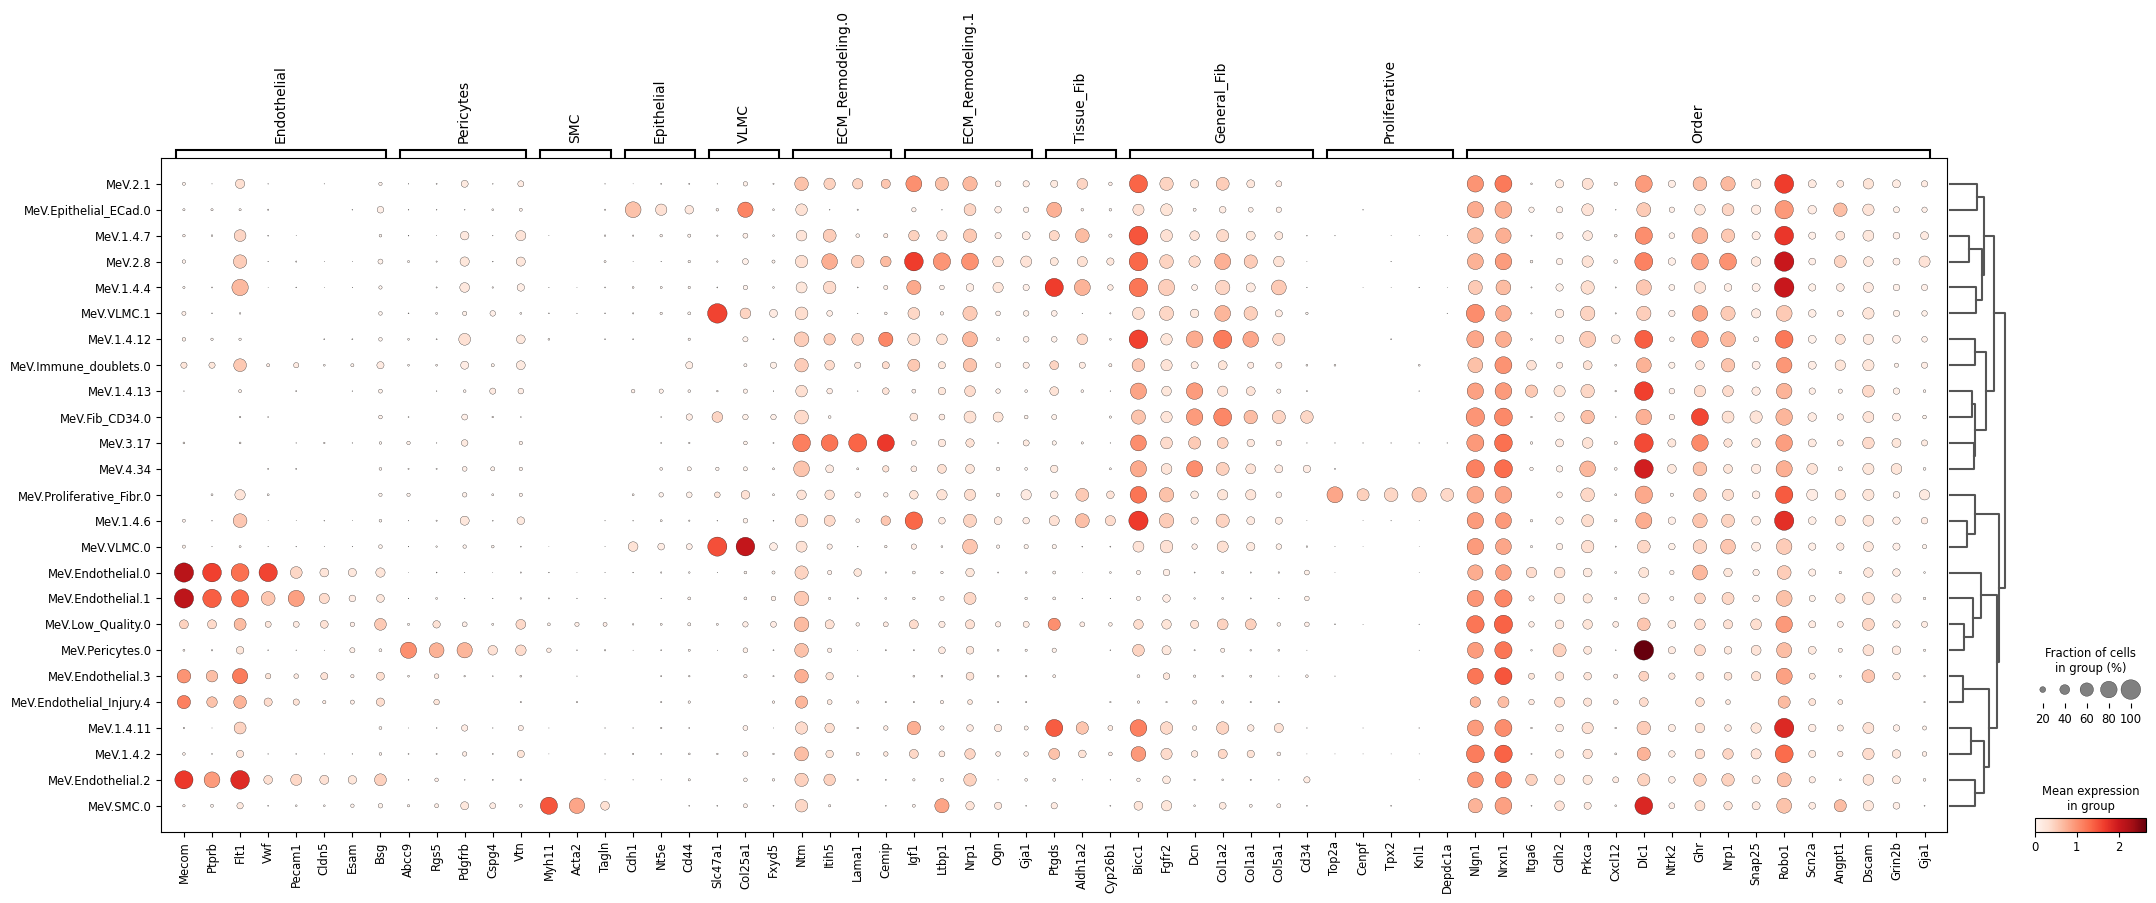 Endothelial
Pericytes
SMC
Epithelial
VLMC
ECM_Remodeling.0
ECM_Remodeling.1
Tissue_Fib
General_Fib
Proliferative
Order
MeV.2.1
MeV.Epithelial_ECad.0
MeV.1.4.7
MeV.2.8
MeV.1.4.4
MeV.VLMC.1
MeV.1.4.12
MeV.Immune_doublets.0
MeV.1.4.13
MeV.Fib_CD34.0
MeV.3.17
MeV.4.34
MeV.Proliferative_Fibr.0
MeV.1.4.6
MeV.VLMC.0
MeV.Endothelial.0
MeV.Endothelial.1
MeV.Low_Quality.0
MeV.Pericytes.0
MeV.Endothelial.3
MeV.Endothelial_Injury.4
MeV.1.4.11
MeV.1.4.2
MeV.Endothelial.2
MeV.SMC.0
Mecom
Ptprb
Flt1
Vwf
Pecam1
Cldn5
Esam
Bsg
Abcc9
Rgs5
Pdgfrb
Cspg4
Vtn
Myh11
Acta2
Tagln
Cdh1
Nt5e
Cd44
Slc47a1
Col25a1
Fxyd5
Ntm
Itih5
Lama1
Cemip
Igf1
Ltbp1
Nrp1
Ogn
Gja1
Ptgds
Aldh1a2
Cyp26b1
Bicc1
Fgfr2
Dcn
Col1a2
Col1a1
Col5a1
Cd34
Top2a
Cenpf
Tpx2
Knl1
Depdc1a
Nlgn1
Nrxn1
Itga6
Cdh2
Prkca
Cxcl12
Dlc1
Ntrk2
Ghr
Nrp1
Snap25
Robo1
Scn2a
Angpt1
Dscam
Grin2b
Gja1
Fraction of cells
in group (%)
20 40 60 80 100
Mean expression
in group
0 1 2